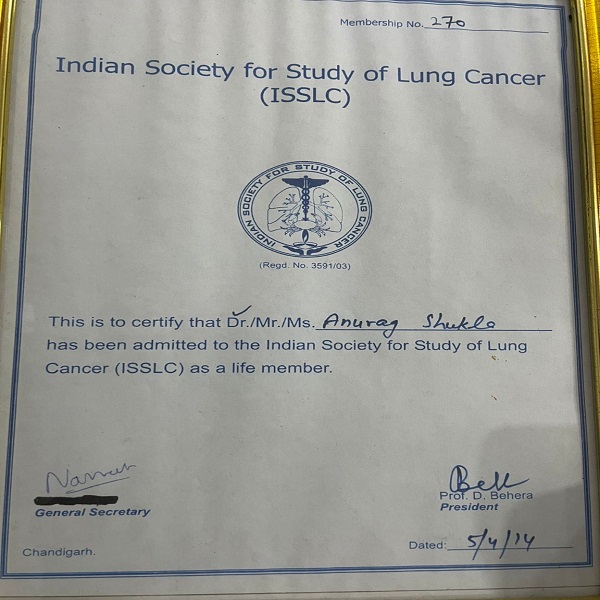 Membership No. 270
Indian Society for Study of Lung Cancer
(ISSLC)
INDIAN SOCIETY FOR STUDY OF LUNG CANCER
(Regd. No. 3591/03)
This is to certify that Dr./Mr./Ms. Anurag Shukla
has been admitted to the Indian Society for Study of Lung
Cancer (ISSLC) as a life member.
Prof. D. Behera
General Secretary
President
Chandigarh.
Dated: 5/4/14